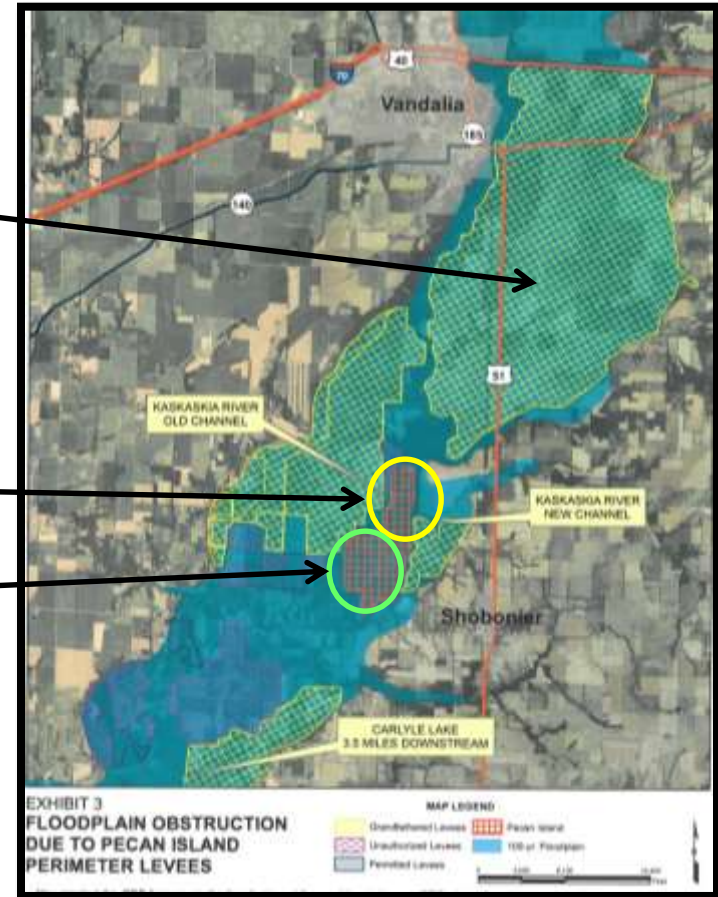 40
70
Vandalia
185
140
51
KASKASKIA RIVER
OLD CHANNEL
KASKASKIA RIVER
NEW CHANNEL
Shobonier
CARLYLE LAKE
3.5 MILES DOWNSTREAM
EXHIBIT 3
FLOODPLAIN OBSTRUCTION
DUE TO PECAN ISLAND
PERIMETER LEVEES
MAP LEGEND
Grandfathered Levees
Pecan Island
Unauthorized Levees
100 yr. Floodplain
Permitted Levees